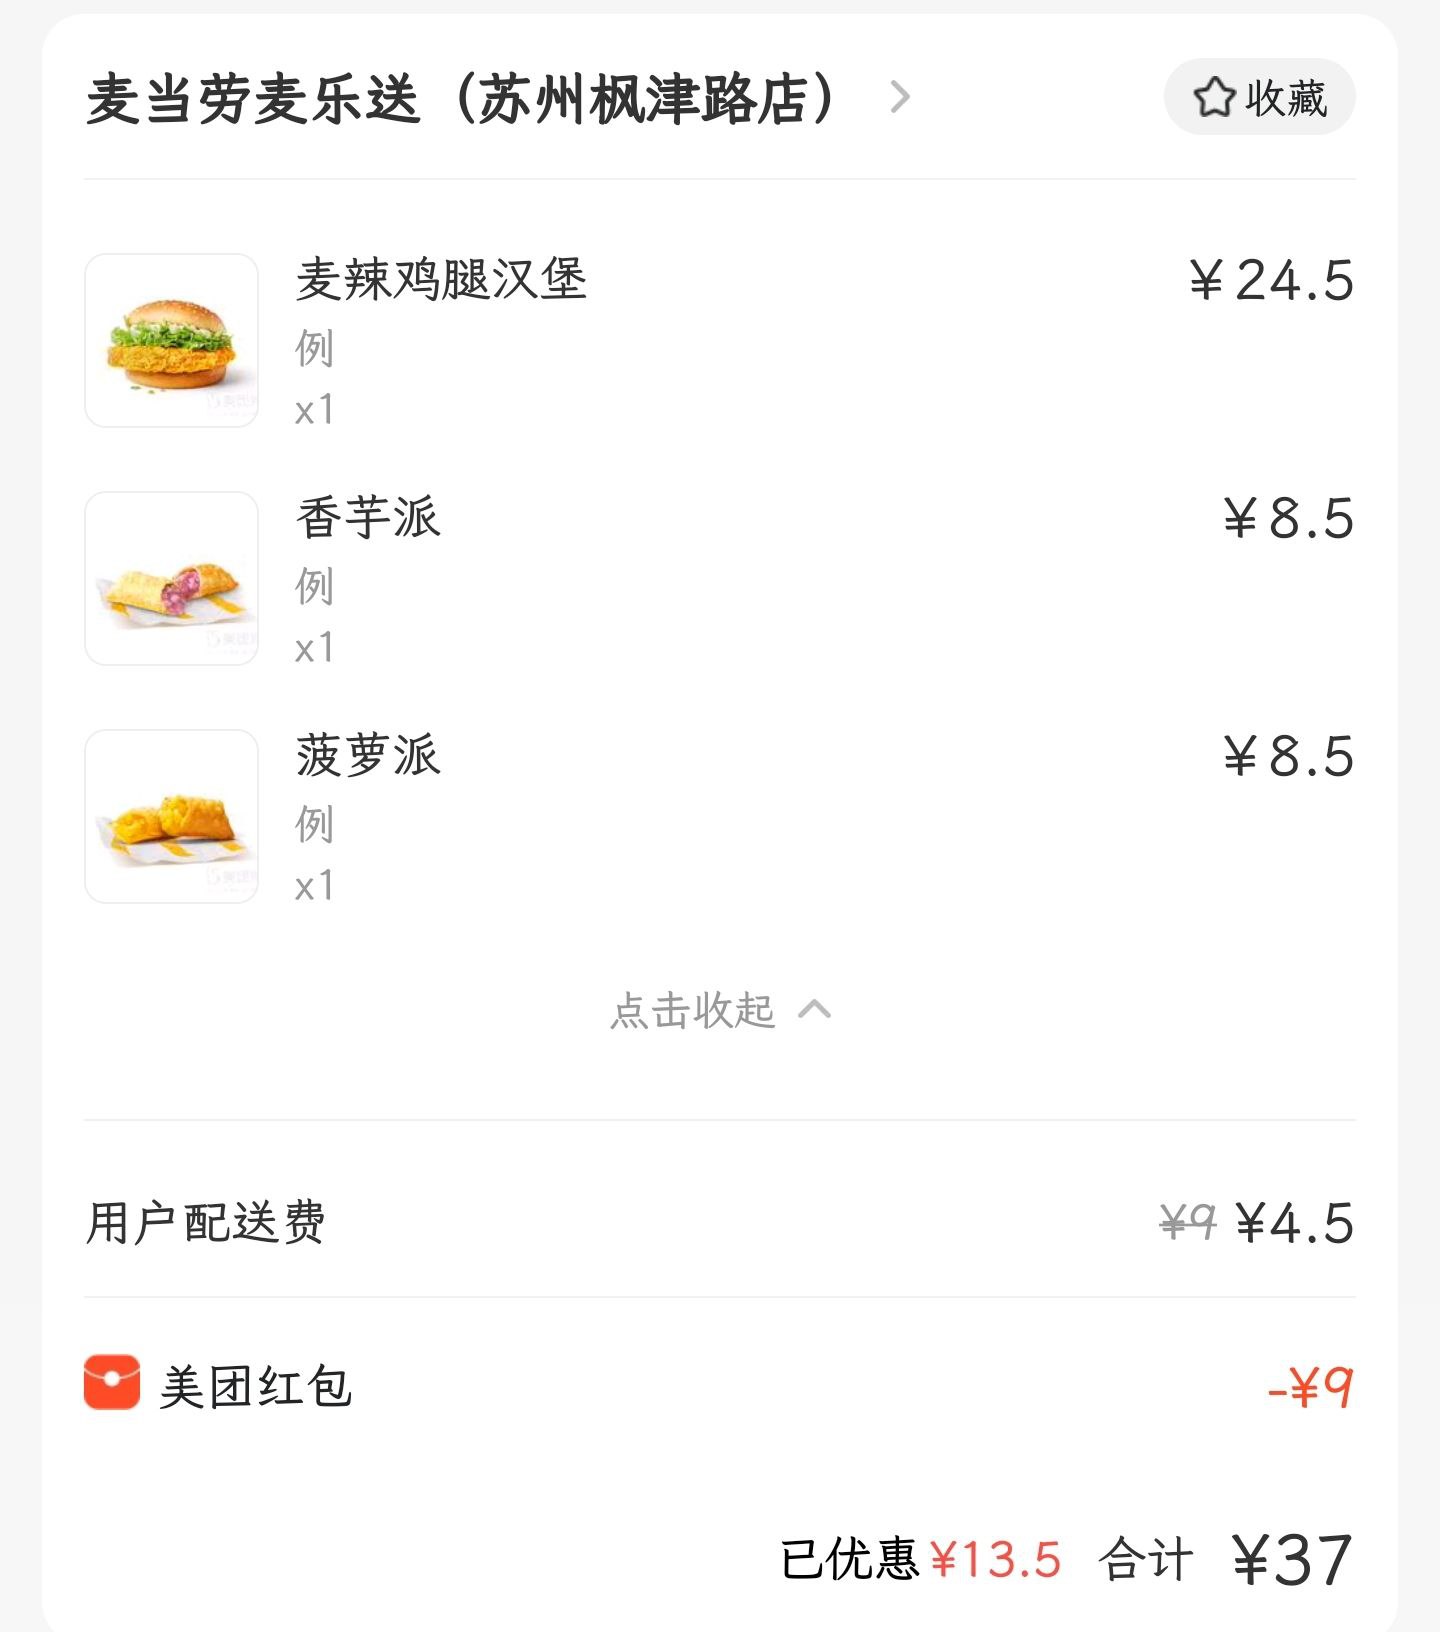 麦当劳麦乐送（苏州枫津路店）
收藏
麦辣鸡腿汉堡 ￥24.5
例
x1
香芋派 ￥8.5
例
x1
菠萝派 ￥8.5
例
x1
点击收起
用户配送费 ¥9 ¥4.5
美团红包 -¥9
已优惠¥13.5 合计 ¥37